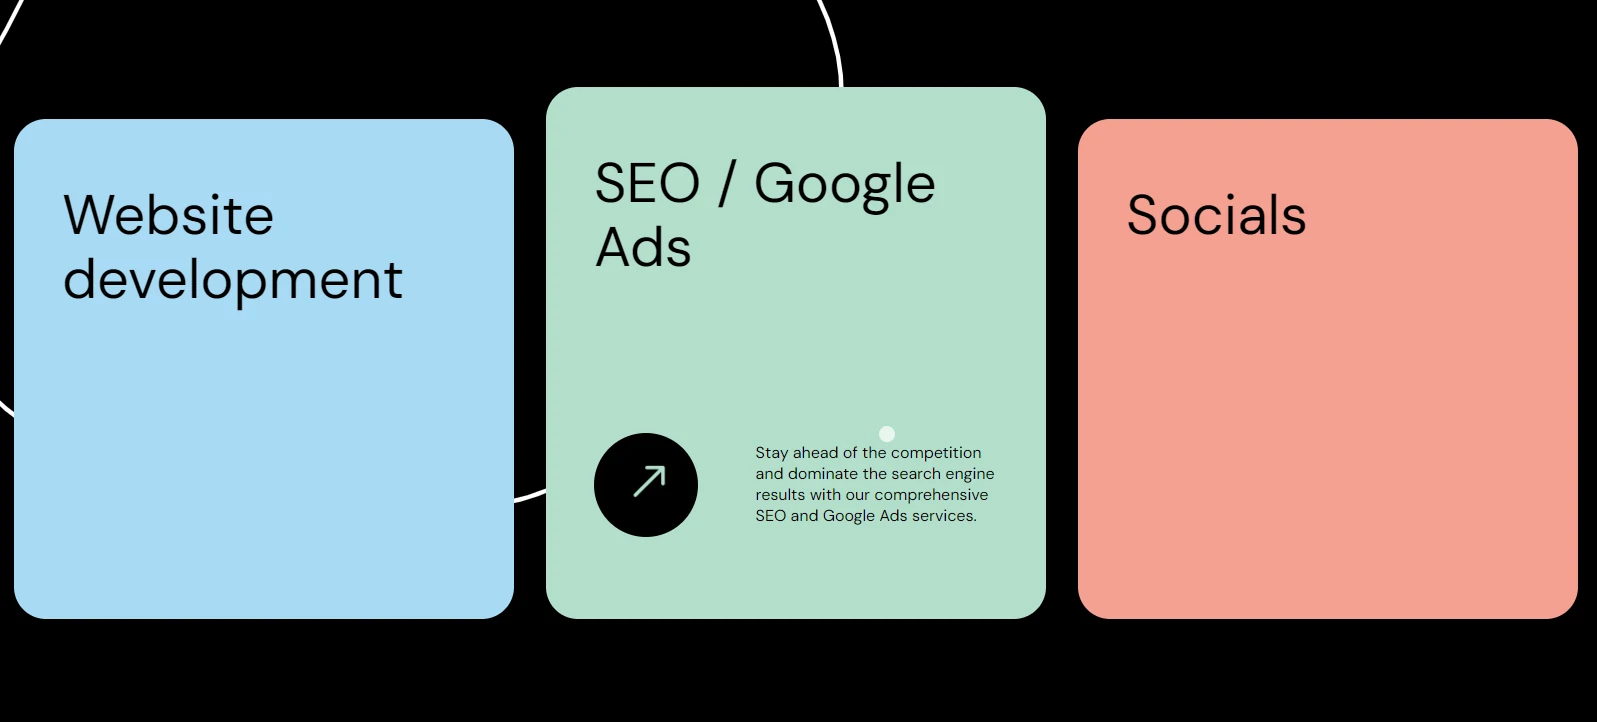 Website
development
SEO / Google
Ads
Stay ahead of the competition
and dominate the search engine
results with our comprehensive
SEO and Google Ads services.
Socials